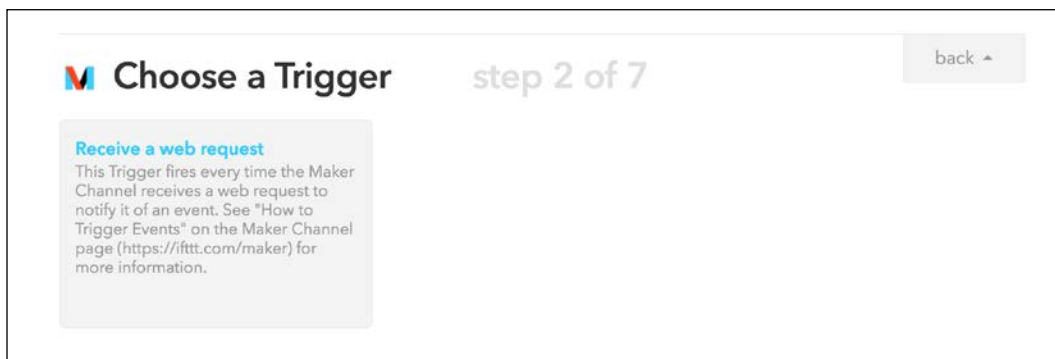 Choose a Trigger
step 2 of 7
back
Receive a web request
This Trigger fires every time the Maker
Channel receives a web request to
notify it of an event. See "How to
Trigger Events" on the Maker Channel
page (https://ifttt.com/maker) for
more information.